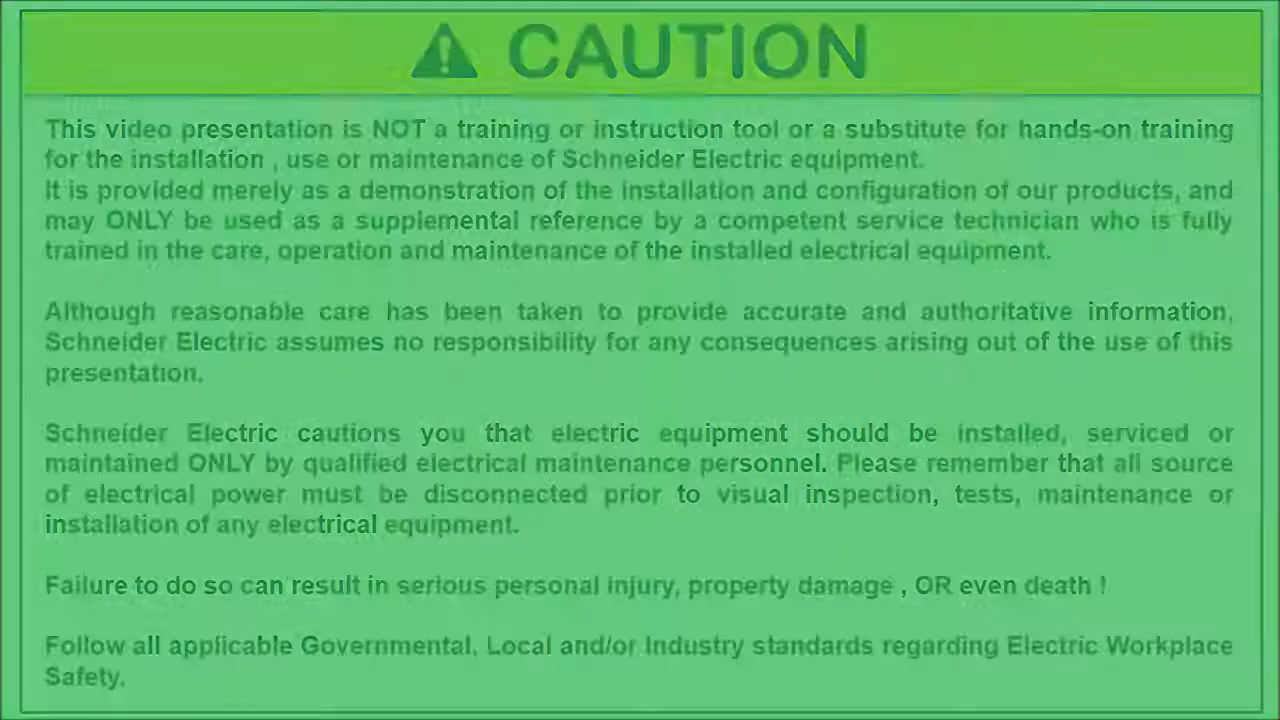 CAUTION
This video presentation is NOT a training or instruction tool or a substitute for hands-on training
for the installation , use or maintenance of Schneider Electric equipment.
It is provided merely as a demonstration of the installation and configuration of our products, and
may ONLY be used as a supplemental reference by a competent service technician who is fully
trained in the care, operation and maintenance of the installed electrical equipment.
Although reasonable care has been taken to provide accurate and authoritative information,
Schneider Electric assumes no responsibility for any consequences arising out of the use of this
presentation.
Schneider Electric cautions you that electric equipment should be installed, serviced or
maintained ONLY by qualified electrical maintenance personnel. Please remember that all source
of electrical power must be disconnected prior to visual inspection, tests, maintenance or
installation of any electrical equipment.
Failure to do so can result in serious personal injury, property damage , OR even death !
Follow all applicable Governmental, Local and/or Industry standards regarding Electric Workplace
Safety.